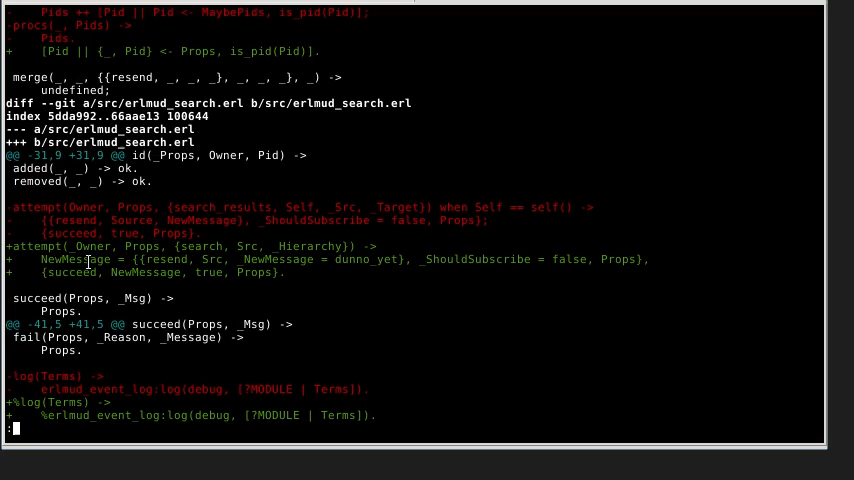 -    Pids ++ [Pid || Pid <- MaybePids, is_pid(Pid)];
-procs(_, Pids) ->
-    Pids.
+    [Pid || {_, Pid} <- Props, is_pid(Pid)].
 merge(_, _, {{resend, _, _, _}, _, _, _}, _) ->
     undefined;
diff --git a/src/erlmud_search.erl b/src/erlmud_search.erl
index 5dda992..66aae13 100644
--- a/src/erlmud_search.erl
+++ b/src/erlmud_search.erl
@@ -31,9 +31,9 @@ id(_Props, Owner, Pid) ->
 added(_, _) -> ok.
 removed(_, _) -> ok.
-attempt(Owner, Props, {search_results, Self, _Src, _Target}) when Self == self() ->
-    {{resend, Source, NewMessage}, _ShouldSubscribe = false, Props};
-    {succeed, true, Props}.
+attempt(_Owner, Props, {search, Src, _Hierarchy}) ->
+    NewMessage = {{resend, Src, _NewMessage = dunno_yet}, _ShouldSubscribe = false, Props},
+    {succeed, NewMessage, true, Props}.
 succeed(Props, _Msg) ->
     Props.
@@ -41,5 +41,5 @@ succeed(Props, _Msg) ->
 fail(Props, _Reason, _Message) ->
     Props.
-log(Terms) ->
-    erlmud_event_log:log(debug, [?MODULE | Terms]).
+%log(Terms) ->
+    %erlmud_event_log:log(debug, [?MODULE | Terms]).
: